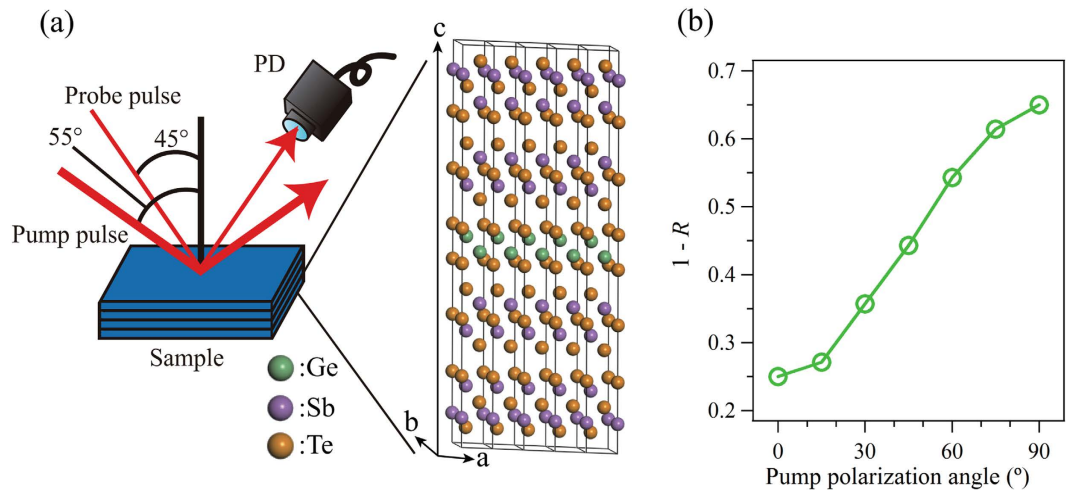 (a)
PD
Probe pulse
55°
45°
Pump pulse
Sample
:Ge
:Sb
:Te
c
b
a
(b)
1 - R
0.7
0.6
0.5
0.4
0.3
0.2
0 30 60 90
Pump polarization angle (º)